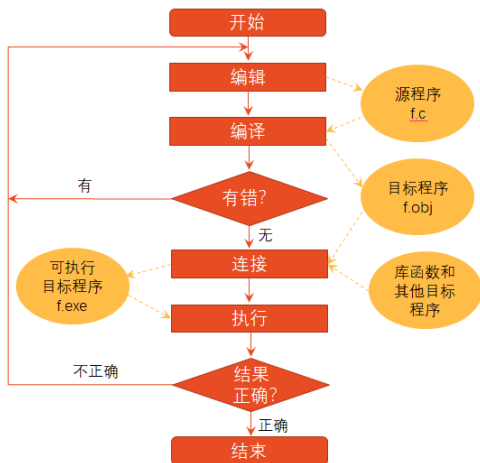 开始
编辑
源程序
f.c
编译
有
有错?
目标程序
f.obj
无
可执行
目标程序
f.exe
连接
库函数和
其他目标
程序
执行
不正确
结果
正确?
正确
结束